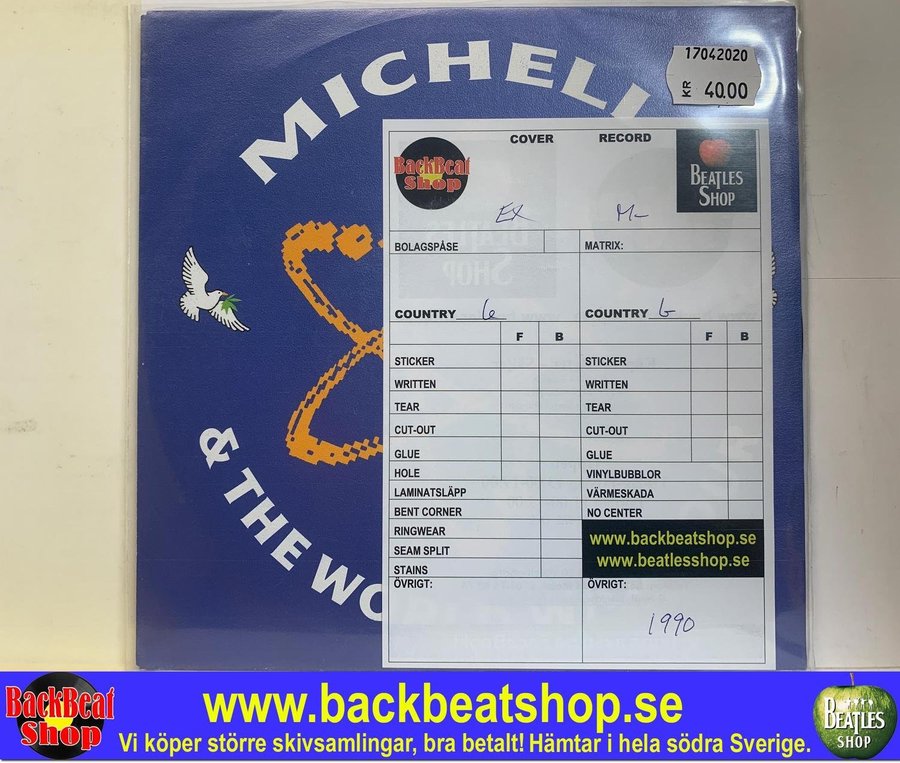 MICHELL
17042020
KR 40.00
COVER RECORD
BackBeat
Shop
BEATLES
SHOP
EX M-
BOLAGSPÅSE MATRIX:
COUNTRY G COUNTRY G
F B F B
STICKER STICKER
WRITTEN WRITTEN
TEAR TEAR
CUT-OUT CUT-OUT
GLUE GLUE
HOLE VINYLBUBBLOR
LAMINATSLÄPP VÄRMESKADA
BENT CORNER NO CENTER
RINGWEAR
SEAM SPLIT
STAINS
www.backbeatshop.se
www.beatlesshop.se
ÖVRIGT: ÖVRIGT:
1990
& THE WO
BackBeat
Shop
www.backbeatshop.se
Vi köper större skivsamlingar, bra betalt! Hämtar i hela södra Sverige.
BEATLES
SHOP